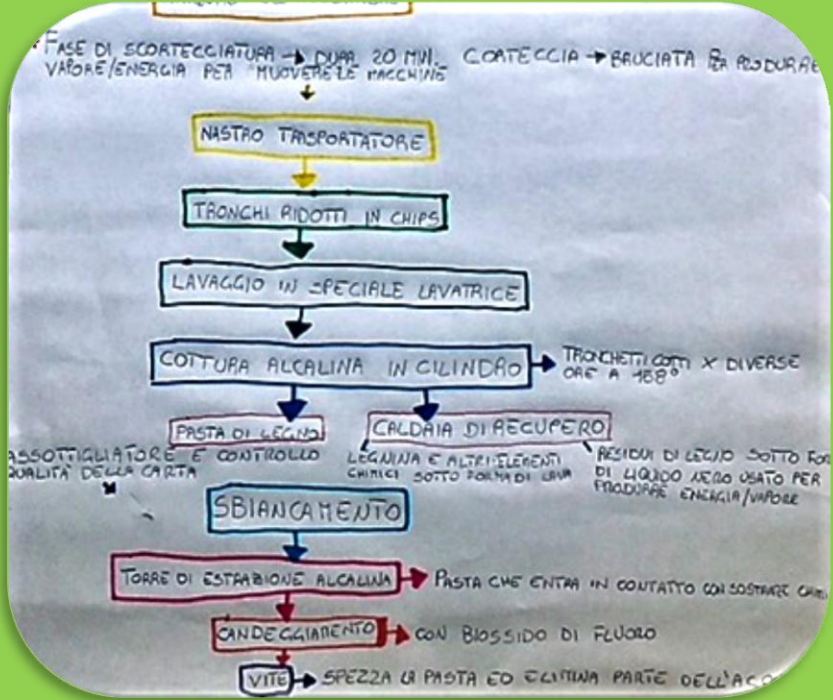 FASE DI SCORTECCIATURA → DURA 20 MIN. CORTECCIA → BRUCIATA PER PRODURRE
VAPORE/ENERGIA PER MUOVERE LE MACCHINE
NASTRO TRASPORTATORE
TRONCHI RIDOTTI IN CHIPS
LAVAGGIO IN SPECIALE LAVATRICE
COTTURA ALCALINA IN CILINDRO → TRONCHETTI COTTI X DIVERSE
ORE A 168°
PASTA DI LEGNO
CALDAIA DI RECUPERO
ASSOTTIGLIATORE E CONTROLLO
QUALITÀ DELLA CARTA
LEGNINA E ALTRI ELEMENTI
CHIMICI SOTTO FORMA DI LAVA
RESIDUI DI LEGNO SOTTO FOR
DI LIQUIDO NERO USATO PER
PRODURRE ENERGIA/VAPORE
SBIANCAMENTO
TORRE DI ESTRAZIONE ALCALINA → PASTA CHE ENTRA IN CONTATTO CON
CANDEGGIAMENTO → CON BIOSSIDO DI FLUORO
VITE → SPEZZA LA PASTA ED ELIMINA PARTE DELL'ACQ